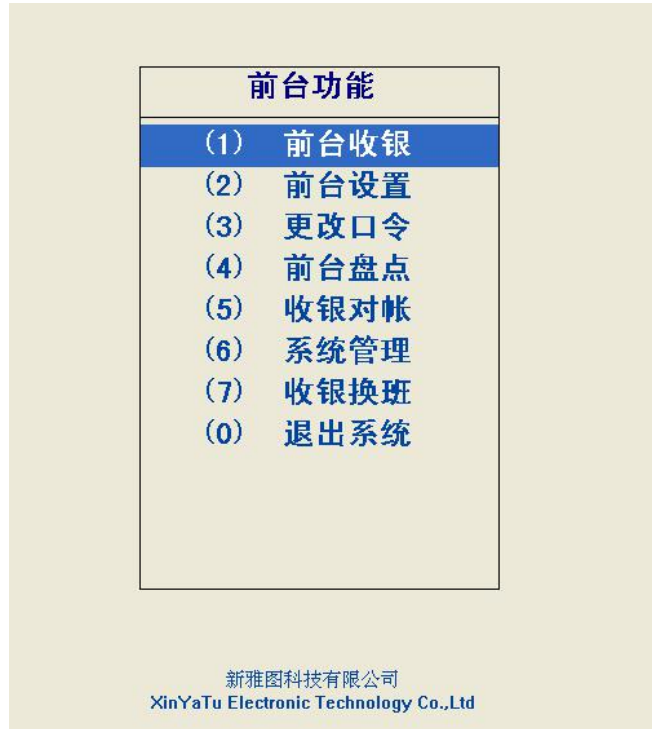 前台功能
(1) 前台收银
(2) 前台设置
(3) 更改口令
(4) 前台盘点
(5) 收银对帐
(6) 系统管理
(7) 收银换班
(0) 退出系统
新雅图科技有限公司
XinYaTu Electronic Technology Co.,Ltd